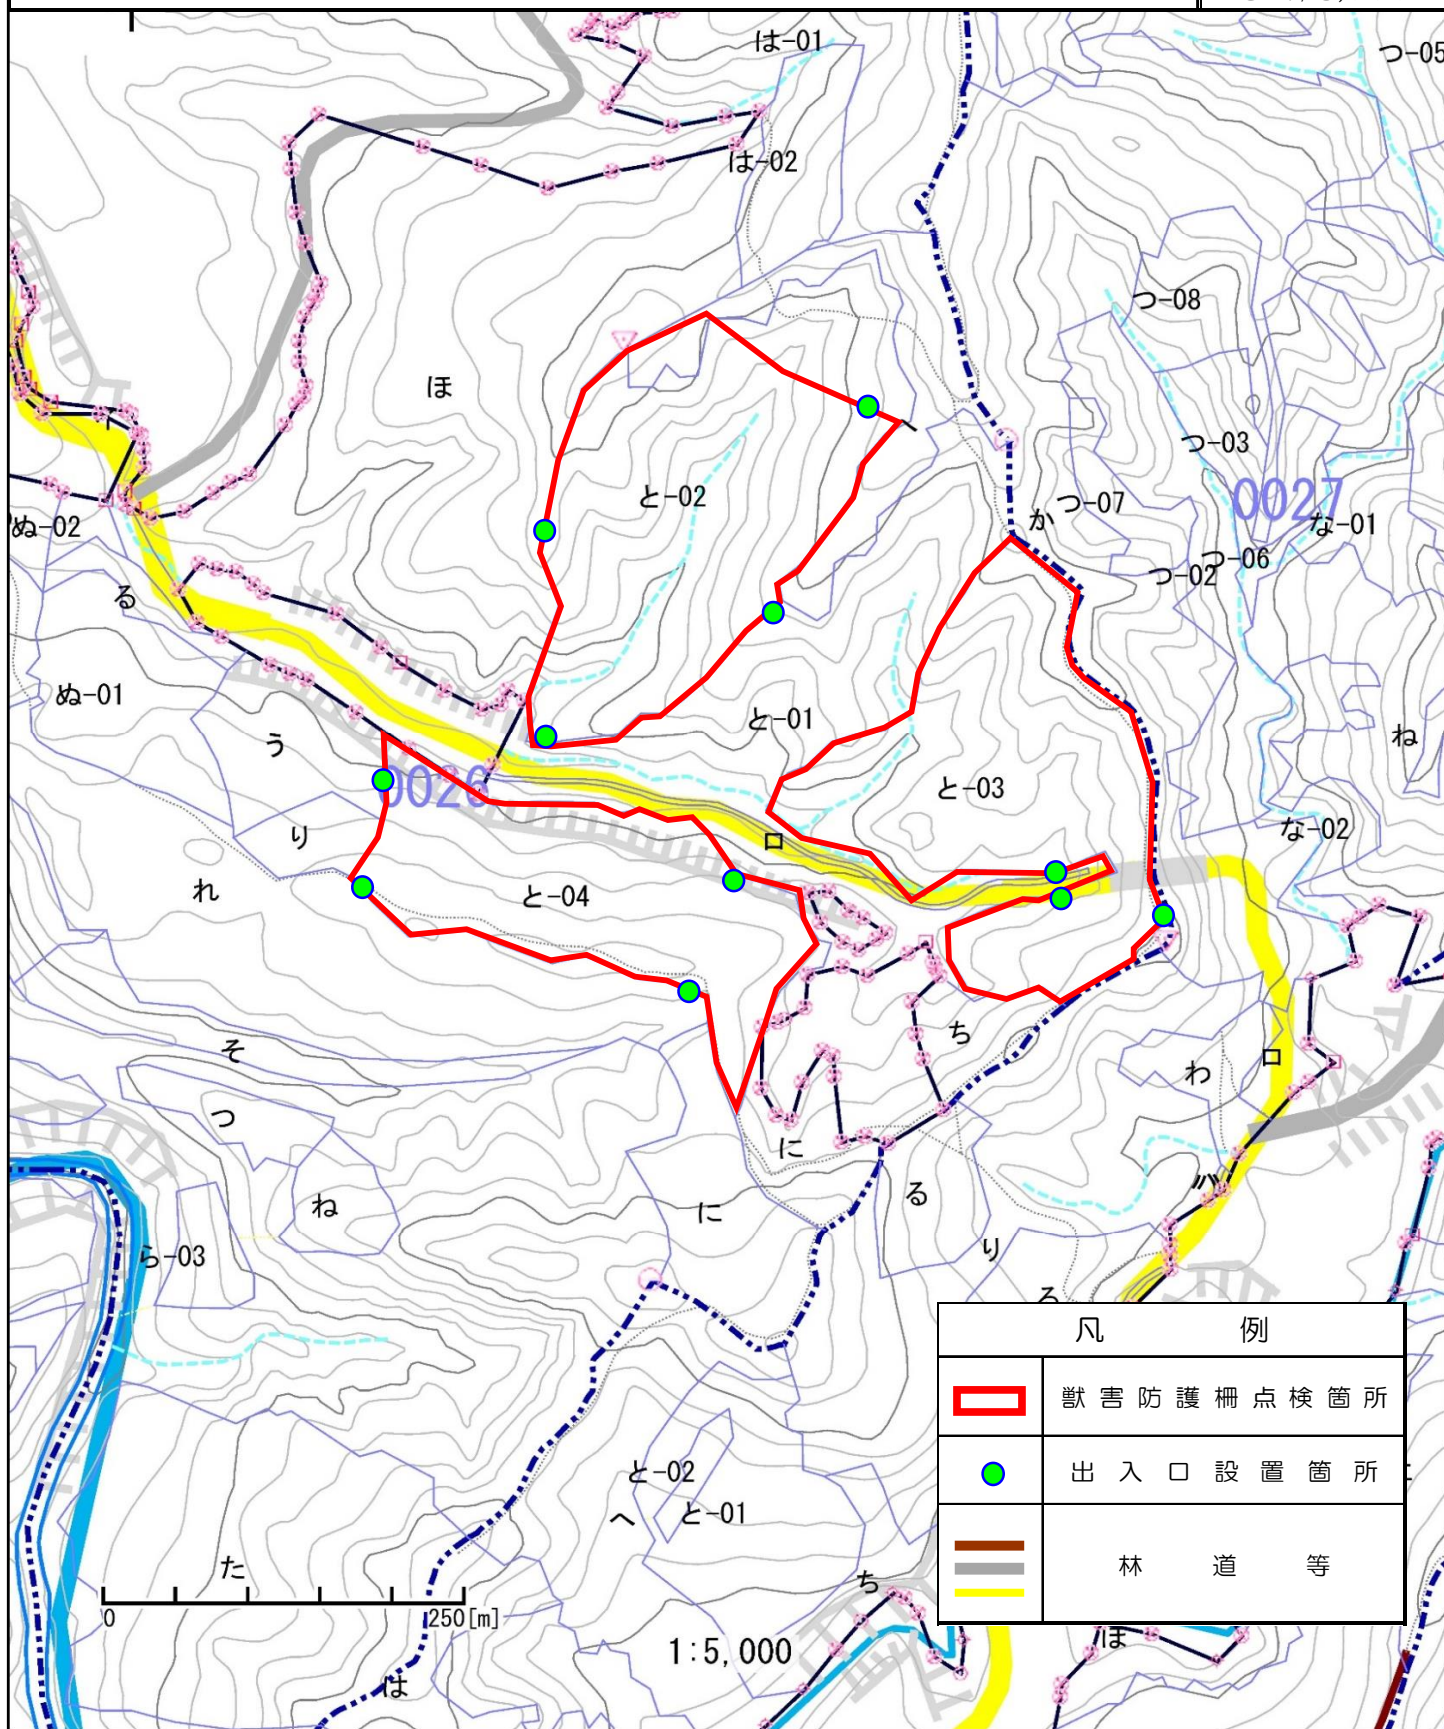 は-01
つ-05
は-02
つ-08
ほ
へ
つ-03
と-02
0027
か
つ-07
な-01
ぬ-02
つ-06
つ-02
る
ぬ-01
と-01
ね
う
0026
と-03
り
ロ
な-02
れ
と-04
ち
そ
ロ
わ
つ
に
ハ
ね
に
る
ら-03
り
る
凡 例
獣害防護柵点検箇所
と-02
出入口設置箇所
へ
と-01
た
林道等
ち
0
250[m]
1:5,000
ほ
は